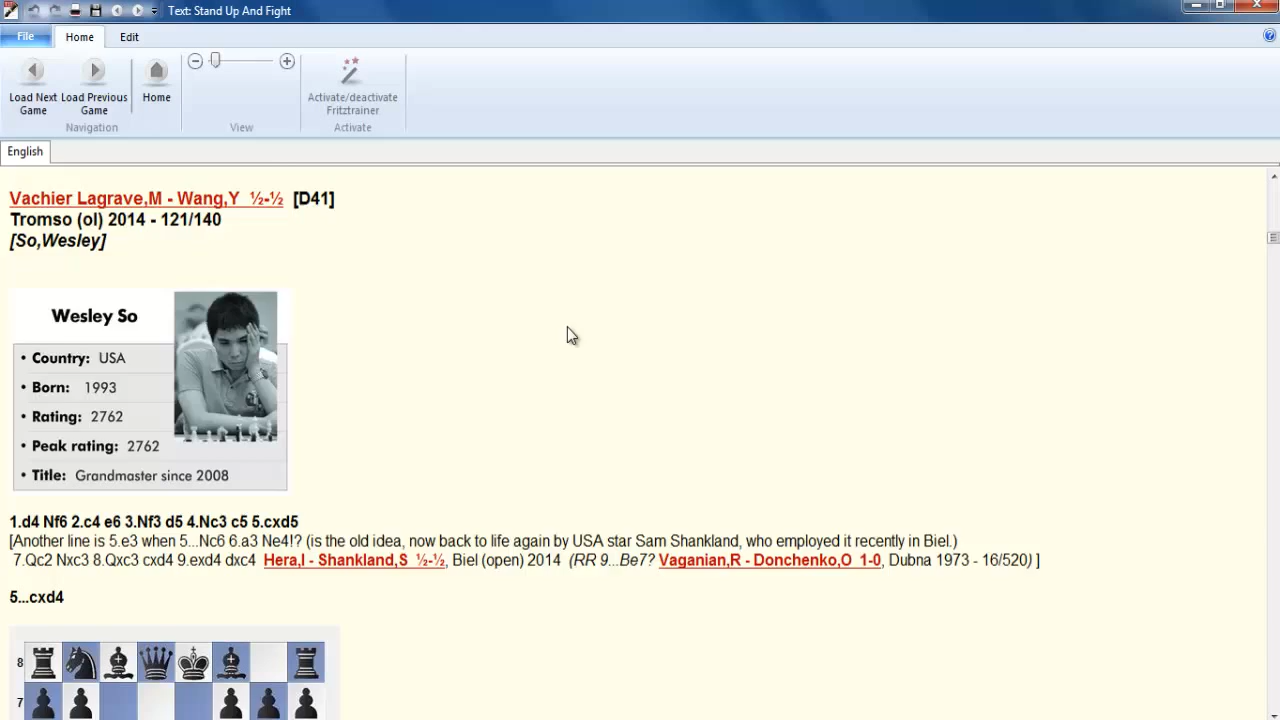 Text: Stand Up And Fight
File Home Edit
Load Next Load Previous Home Activate/deactivate
Game Game Fritztrainer
Navigation View Activate
English
Vachier Lagrave,M - Wang,Y ½-½ [D41]
Tromso (ol) 2014 - 121/140
[So,Wesley]
Wesley So
• Country: USA
• Born: 1993
• Rating: 2762
• Peak rating: 2762
• Title: Grandmaster since 2008
1.d4 Nf6 2.c4 e6 3.Nf3 d5 4.Nc3 c5 5.cxd5
[Another line is 5.e3 when 5...Nc6 6.a3 Ne4!? (is the old idea, now back to life again by USA star Sam Shankland, who employed it recently in Biel.)
7.Qc2 Nxc3 8.Qxc3 cxd4 9.exd4 dxc4 Hera,I - Shankland,S ½-½, Biel (open) 2014 (RR 9...Be7? Vaganian,R - Donchenko,O 1-0, Dubna 1973 - 16/520) ]
5...cxd4
8
7